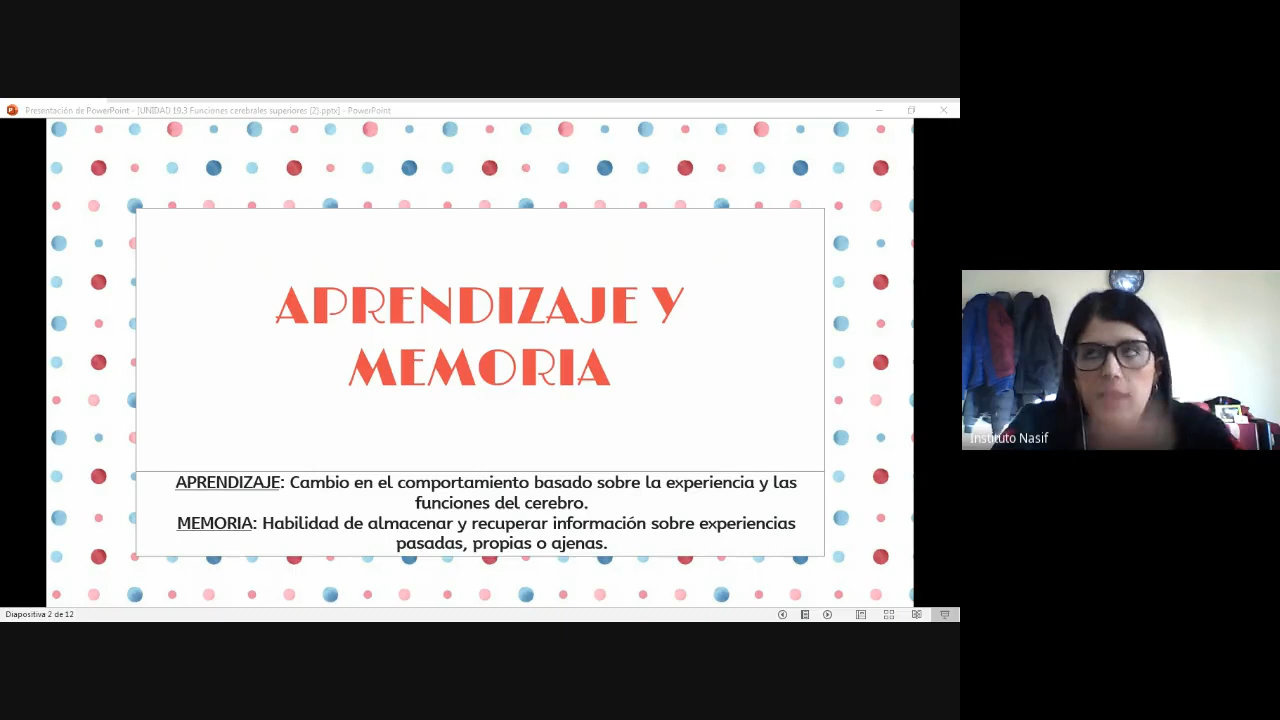 Presentación de PowerPoint - [UNIDAD 19.3 Funciones cerebrales superiores (2).pptx] - PowerPoint
APRENDIZAJE Y
MEMORIA
APRENDIZAJE: Cambio en el comportamiento basado sobre la experiencia y las
funciones del cerebro.
MEMORIA: Habilidad de almacenar y recuperar información sobre experiencias
pasadas, propias o ajenas.
Instituto Nasif
Diapositiva 2 de 12